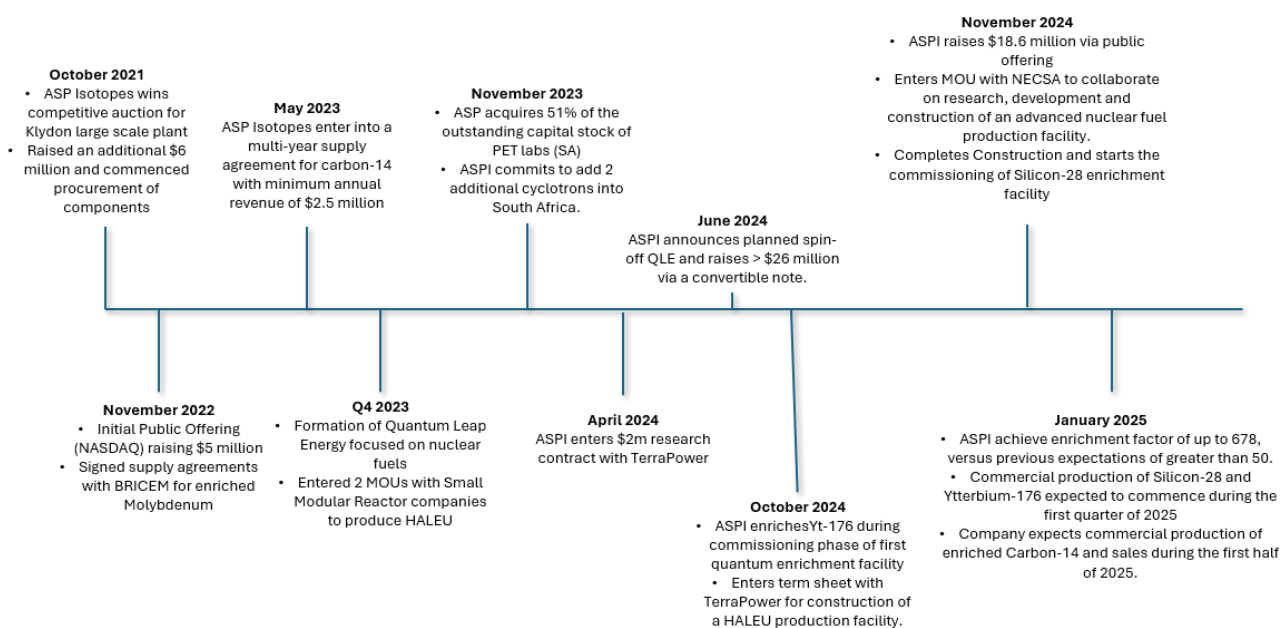 October 2021
• ASP Isotopes wins
competitive auction for
Klydon large scale plant
• Raised an additional $6
million and commenced
procurement of
components
May 2023
ASP Isotopes enter into a
multi-year supply
agreement for carbon-14
with minimum annual
revenue of $2.5 million
November 2023
• ASP acquires 51% of the
outstanding capital stock of
PET labs (SA)
• ASPI commits to add 2
additional cyclotrons into
South Africa.
June 2024
ASPI announces planned spin-
off QLE and raises > $26 million
via a convertible note.
November 2024
• ASPI raises $18.6 million via public
offering
• Enters MOU with NECSA to collaborate
on research, development and
construction of an advanced nuclear fuel
production facility.
• Completes Construction and starts the
commissioning of Silicon-28 enrichment
facility
November 2022
• Initial Public Offering
(NASDAQ) raising $5 million
• Signed supply agreements
with BRICEM for enriched
Molybdenum
Q4 2023
• Formation of Quantum Leap
Energy focused on nuclear
fuels
• Entered 2 MOUs with Small
Modular Reactor companies
to produce HALEU
April 2024
ASPI enters $2m research
contract with TerraPower
October 2024
• ASPI enrichesYt-176 during
commissioning phase of first
quantum enrichment facility
• Enters term sheet with
TerraPower for construction of
a HALEU production facility.
January 2025
• ASPI achieve enrichment factor of up to 678,
versus previous expectations of greater than 50.
• Commercial production of Silicon-28 and
Ytterbium-176 expected to commence during the
first quarter of 2025
• Company expects commercial production of
enriched Carbon-14 and sales during the first half
of 2025.